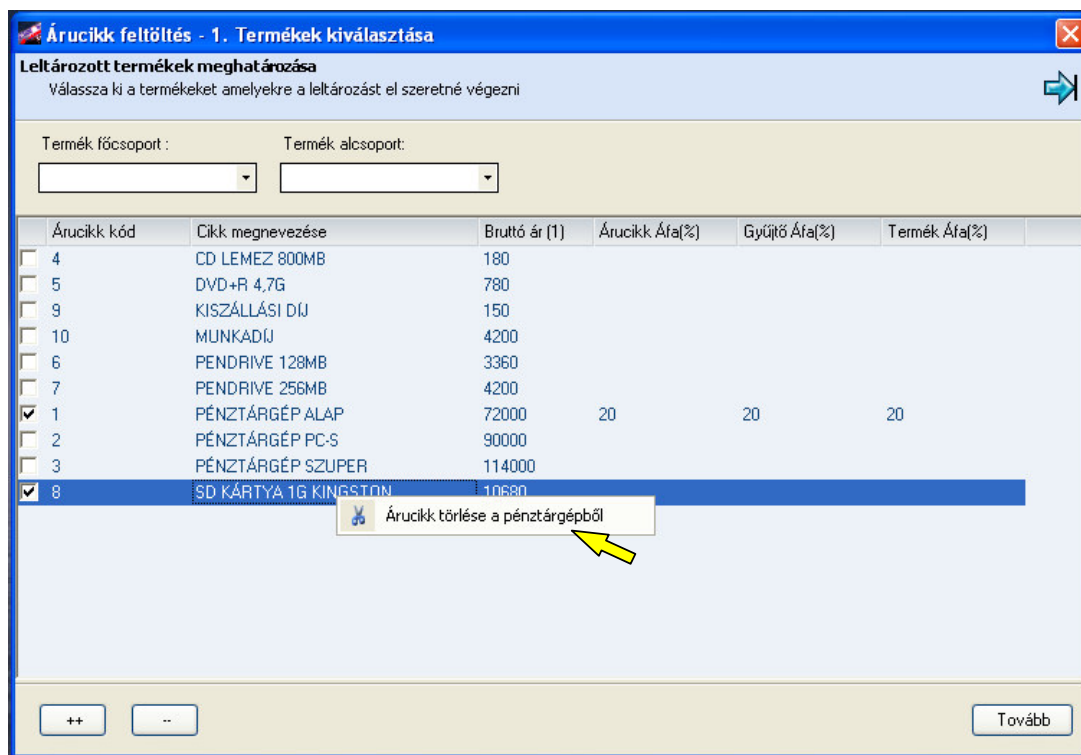 Árucikk feltöltés - 1. Termékek kiválasztása
Leltározott termékek meghatározása
Válassza ki a termékeket amelyekre a leltározást el szeretné végezni
Termék főcsoport : Termék alcsoport:
Árucikk kód Cikk megnevezése Bruttó ár (1) Árucikk Áfa(%) Gyűjtő Áfa(%) Termék Áfa(%)
4 CD LEMEZ 800MB 180
5 DVD+R 4,7G 780
9 KISZÁLLÁSI DÍJ 150
10 MUNKADÍJ 4200
6 PENDRIVE 128MB 3360
7 PENDRIVE 256MB 4200
1 PÉNZTÁRGÉP ALAP 72000 20 20 20
2 PÉNZTÁRGÉP PC-S 90000
3 PÉNZTÁRGÉP SZUPER 114000
8 SD KÁRTYA 1G KINGSTON 10680
Árucikk törlése a pénztárgépből
++ -- Tovább